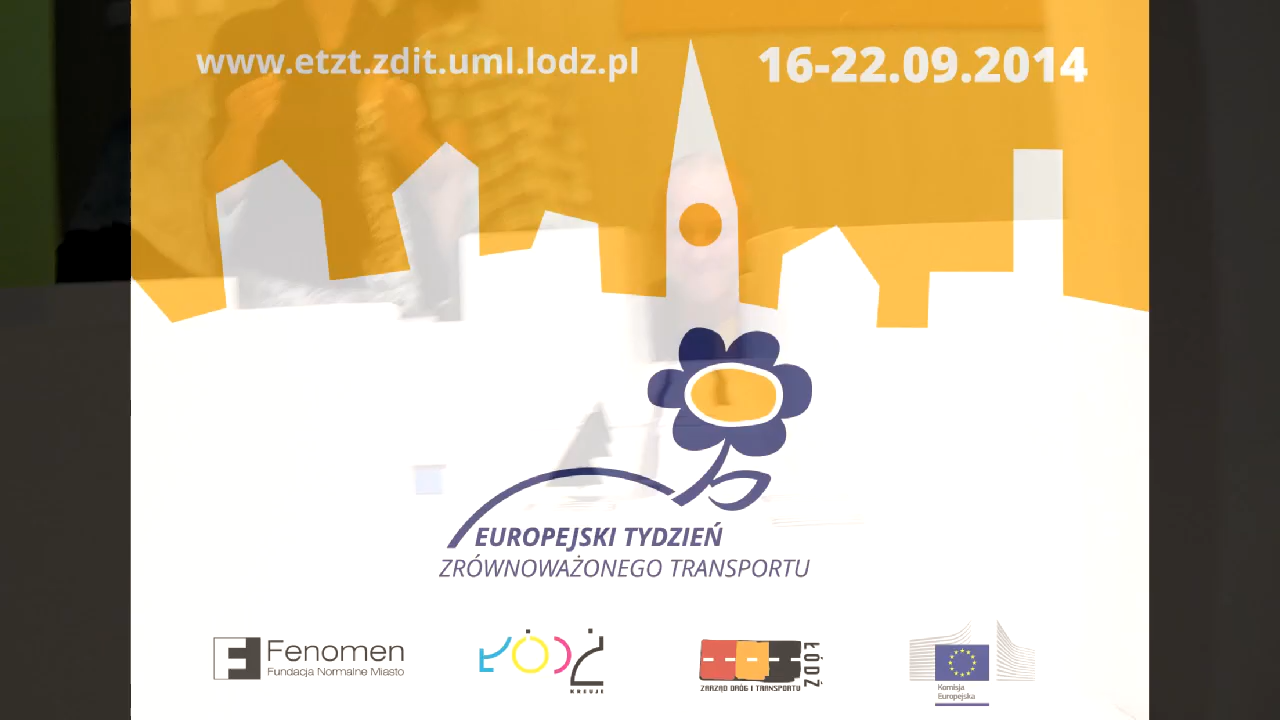 www.etzt.zdit.uml.lodz.pl
16-22.09.2014
EUROPEJSKI TYDZIEŃ
ZRÓWNOWAŻONEGO TRANSPORTU
Fenomen
Fundacja Normalne Miasto
ŁÓDŹ
KREUJE
ZARZĄD DRÓG I TRANSPORTU
ŁÓDŹ
Komisja
Europejska